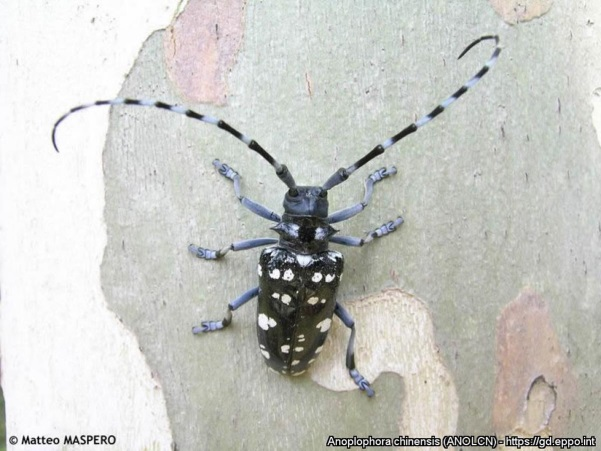 © Matteo MASPERO
Anoplophora chinensis (ANOLCN) - https://gd.eppo.int